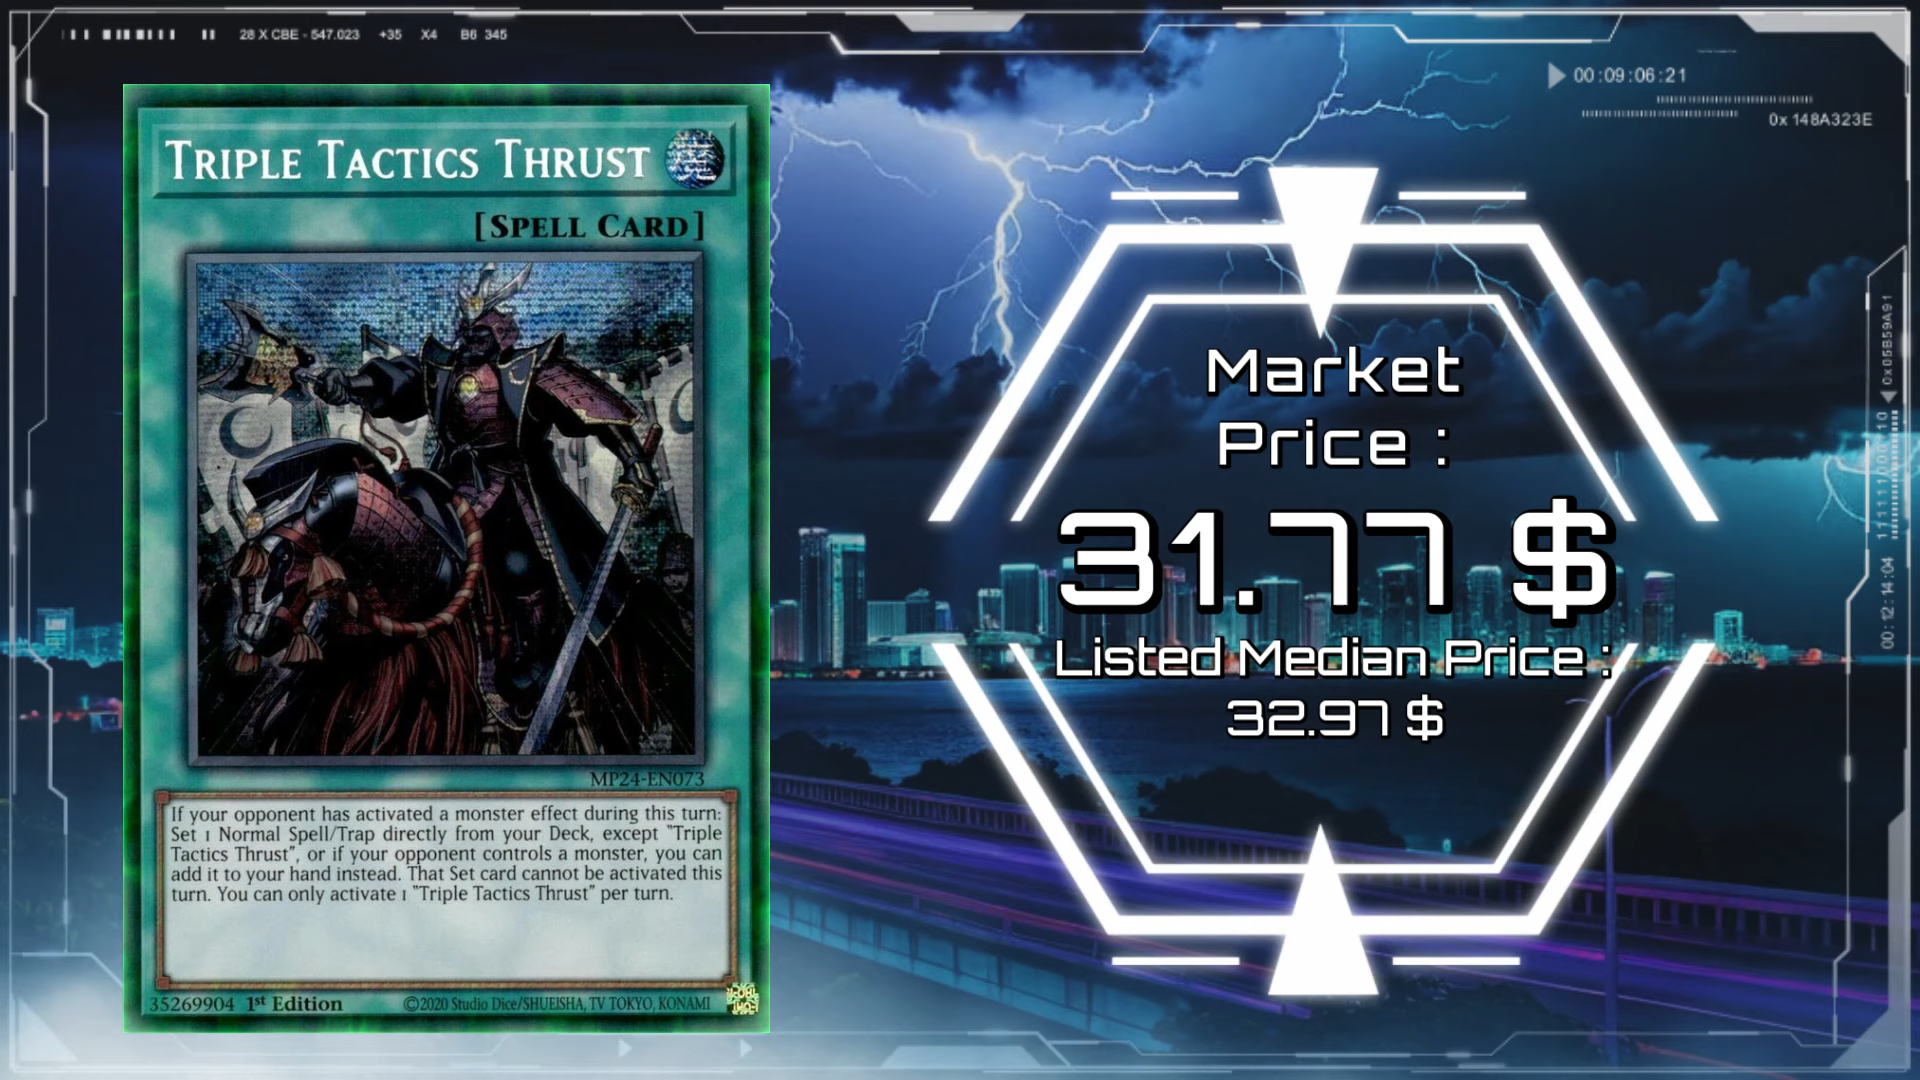 28 X CBE - 547.023 +35 X4 B6 345
00:09:06:21
0x 148A323E
TRIPLE TACTICS THRUST
[SPELL CARD]
MP24-EN073
If your opponent has activated a monster effect during this turn:
Set 1 Normal Spell/Trap directly from your Deck, except "Triple
Tactics Thrust", or if your opponent controls a monster, you can
add it to your hand instead. That Set card cannot be activated this
turn. You can only activate 1 "Triple Tactics Thrust" per turn.
35269904 1st Edition ©2020 Studio Dice/SHUEISHA, TV TOKYO, KONAMI
Market
Price :
31.77 $
Listed Median Price :
32.97 $
0x05B59A91
00:12:14:04